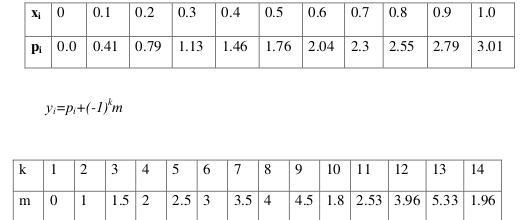 xi 0 0.1 0.2 0.3 0.4 0.5 0.6 0.7 0.8 0.9 1.0
pi 0.0 0.41 0.79 1.13 1.46 1.76 2.04 2.3 2.55 2.79 3.01
yi=pi+(-1)^k m
k 1 2 3 4 5 6 7 8 9 10 11 12 13 14
m 0 1 1.5 2 2.5 3 3.5 4 4.5 1.8 2.53 3.96 5.33 1.96